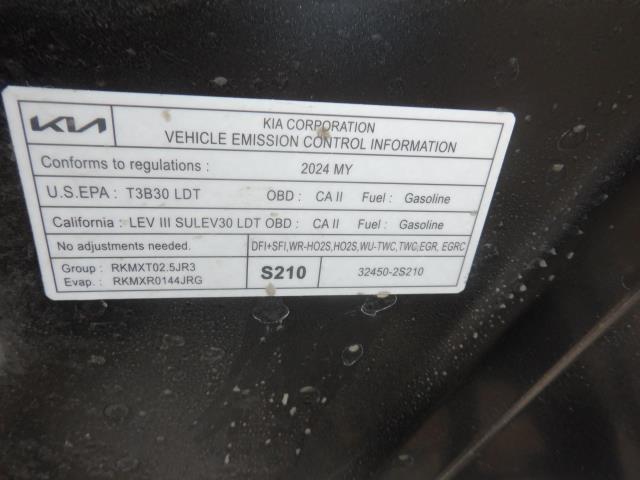 KIA
KIA CORPORATION
VEHICLE EMISSION CONTROL INFORMATION
Conforms to regulations : 2024 MY
U.S.EPA : T3B30 LDT OBD : CA II Fuel : Gasoline
California : LEV III SULEV30 LDT OBD : CA II Fuel : Gasoline
No adjustments needed. DFI+SFI,WR-HO2S,HO2S,WU-TWC,TWC,EGR, EGRC
Group : RKMXT02.5JR3
Evap. : RKMXR0144JRG
S210
32450-2S210